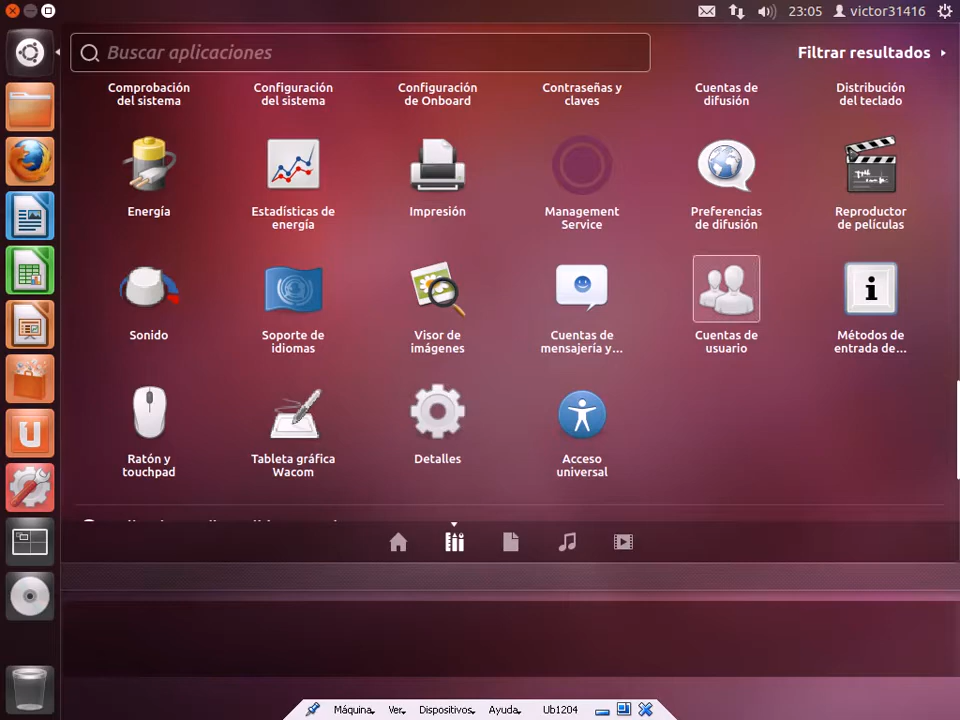 23:05 victor31416
Buscar aplicaciones
Filtrar resultados
Comprobación del sistema
Configuración del sistema
Configuración de Onboard
Contraseñas y claves
Cuentas de difusión
Distribución del teclado
Energía
Estadísticas de energía
Impresión
Management Service
Preferencias de difusión
Reproductor de películas
Sonido
Soporte de idiomas
Visor de imágenes
Cuentas de mensajería y...
Cuentas de usuario
Métodos de entrada de...
Ratón y touchpad
Tableta gráfica Wacom
Detalles
Acceso universal
Máquina Ver Dispositivos Ayuda Ub1204